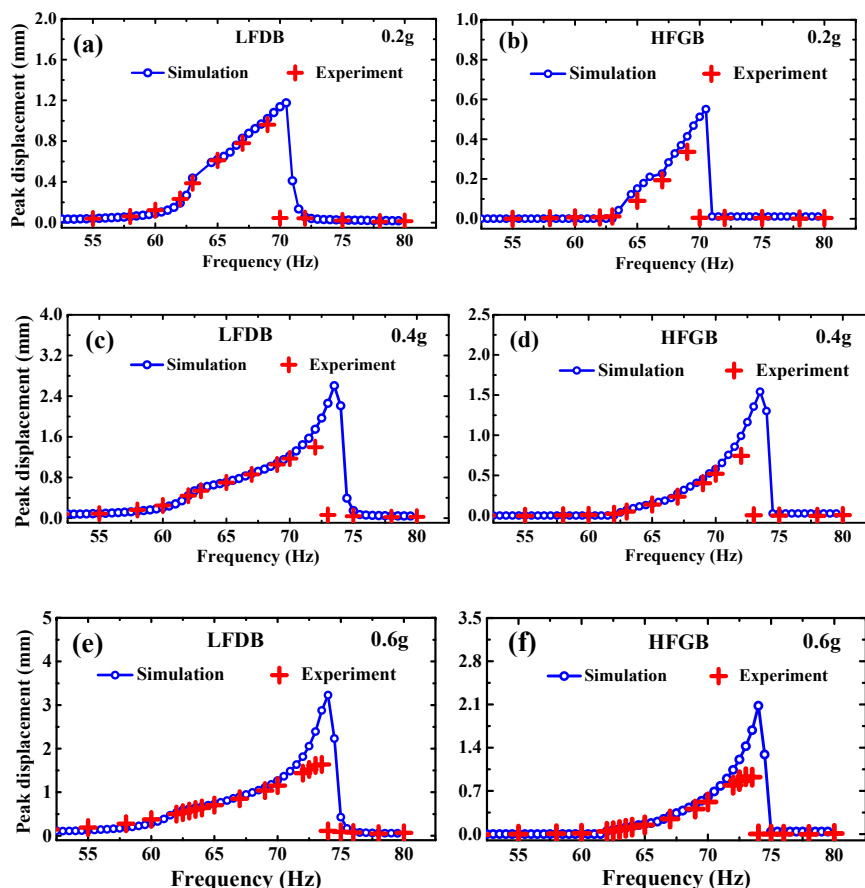 (a) LFDB 0.2g
Simulation Experiment
Peak displacement (mm)
2.0
1.6
1.2
0.8
0.4
0.0
55 60 65 70 75 80
Frequency (Hz)
(b) HFGB 0.2g
Simulation Experiment
1.0
0.8
0.6
0.4
0.2
0.0
55 60 65 70 75 80
Frequency (Hz)
(c) LFDB 0.4g
Simulation Experiment
Peak displacement (mm)
4.0
3.2
2.4
1.6
0.8
0.0
55 60 65 70 75 80
Frequency (Hz)
(d) HFGB 0.4g
Simulation Experiment
2.5
2.0
1.5
1.0
0.5
0.0
55 60 65 70 75 80
Frequency (Hz)
(e) LFDB 0.6g
Simulation Experiment
Peak displacement (mm)
5
4
3
2
1
0
55 60 65 70 75 80
Frequency (Hz)
(f) HFGB 0.6g
Simulation Experiment
3.5
2.8
2.1
1.4
0.7
0.0
55 60 65 70 75 80
Frequency (Hz)